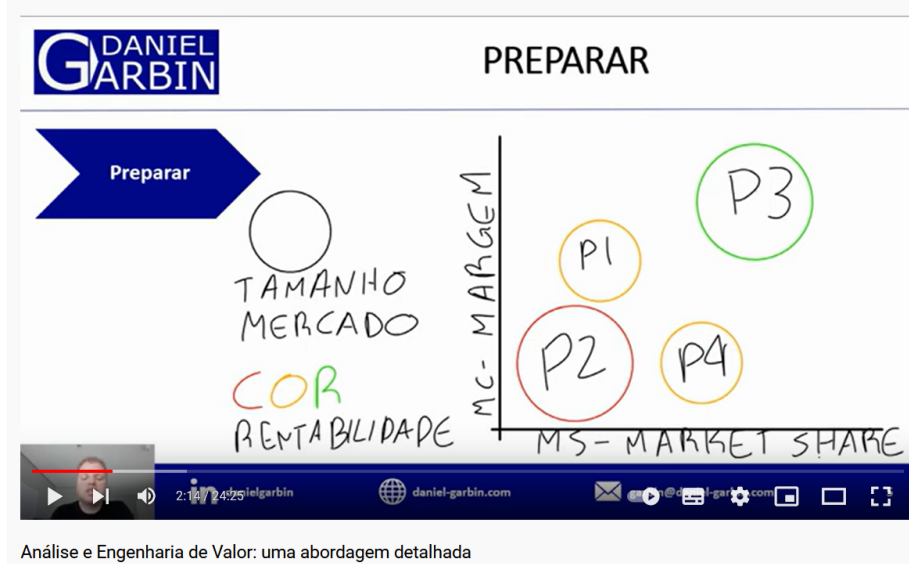 DANIEL
GARBIN
PREPARAR
Preparar
TAMANHO
MERCADO
COR
RENTABILIDADE
MC- MARGEM
P1
P2
P3
P4
MS - MARKET SHARE
in danielgarbin
daniel-garbin.com
2:14 / 24:25
Análise e Engenharia de Valor: uma abordagem detalhada